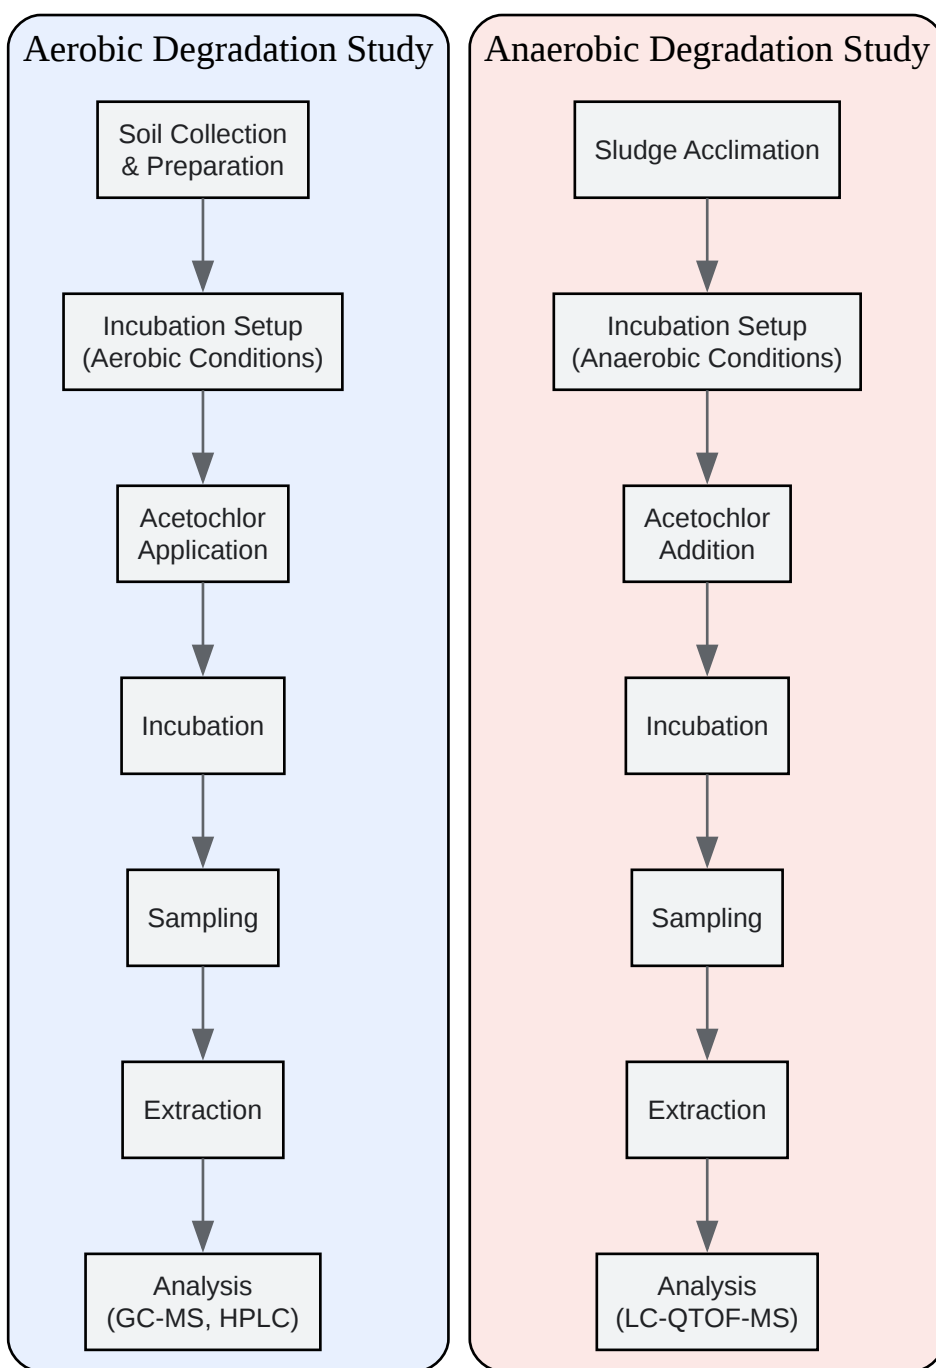 Aerobic Degradation Study
Soil Collection
& Preparation
Incubation Setup
(Aerobic Conditions)
Acetochlor
Application
Incubation
Sampling
Extraction
Analysis
(GC-MS, HPLC)
Anaerobic Degradation Study
Sludge Acclimation
Incubation Setup
(Anaerobic Conditions)
Acetochlor
Addition
Incubation
Sampling
Extraction
Analysis
(LC-QTOF-MS)